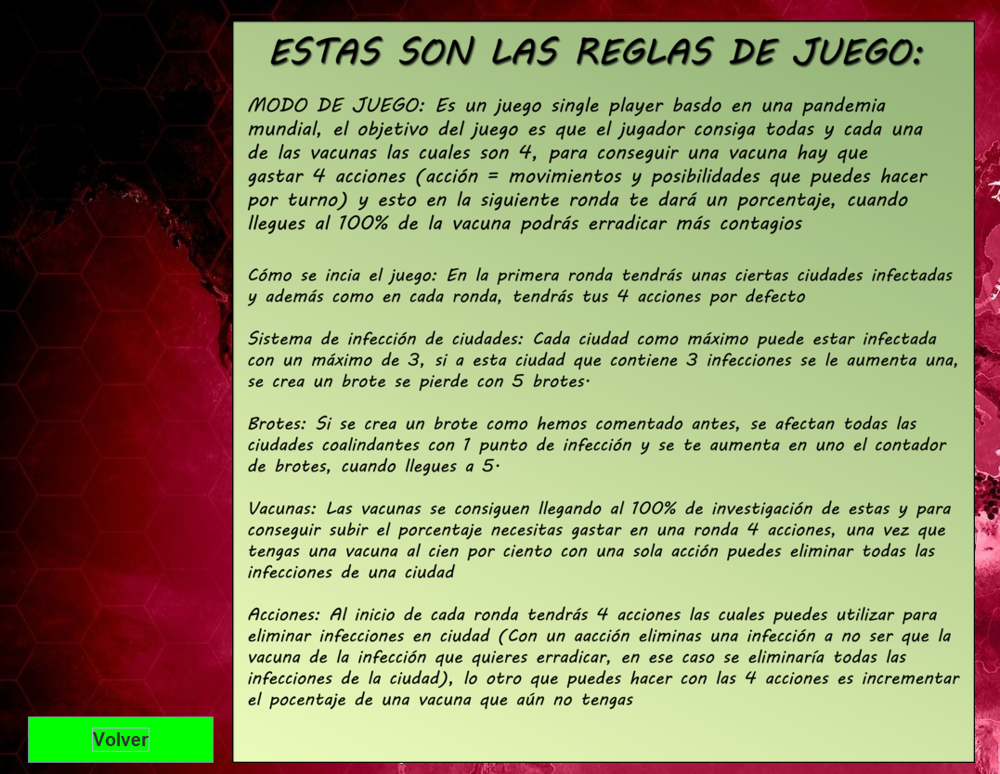 ESTAS SON LAS REGLAS DE JUEGO:
MODO DE JUEGO: Es un juego single player basdo en una pandemia
mundial, el objetivo del juego es que el jugador consiga todas y cada una
de las vacunas las cuales son 4, para conseguir una vacuna hay que
gastar 4 acciones (acción = movimientos y posibilidades que puedes hacer
por turno) y esto en la siguiente ronda te dará un porcentaje, cuando
llegues al 100% de la vacuna podrás erradicar más contagios
Cómo se incia el juego: En la primera ronda tendrás unas ciertas ciudades infectadas
y además como en cada ronda, tendrás tus 4 acciones por defecto
Sistema de infección de ciudades: Cada ciudad como máximo puede estar infectada
con un máximo de 3, si a esta ciudad que contiene 3 infecciones se le aumenta una,
se crea un brote se pierde con 5 brotes.
Brotes: Si se crea un brote como hemos comentado antes, se afectan todas las
ciudades coalindantes con 1 punto de infección y se te aumenta en uno el contador
de brotes, cuando llegues a 5.
Vacunas: Las vacunas se consiguen llegando al 100% de investigación de estas y para
conseguir subir el porcentaje necesitas gastar en una ronda 4 acciones, una vez que
tengas una vacuna al cien por ciento con una sola acción puedes eliminar todas las
infecciones de una ciudad
Acciones: Al inicio de cada ronda tendrás 4 acciones las cuales puedes utilizar para
eliminar infecciones en ciudad (Con un aacción eliminas una infección a no ser que la
vacuna de la infección que quieres erradicar, en ese caso se eliminaría todas las
infecciones de la ciudad), lo otro que puedes hacer con las 4 acciones es incrementar
el pocentaje de una vacuna que aún no tengas
Volver